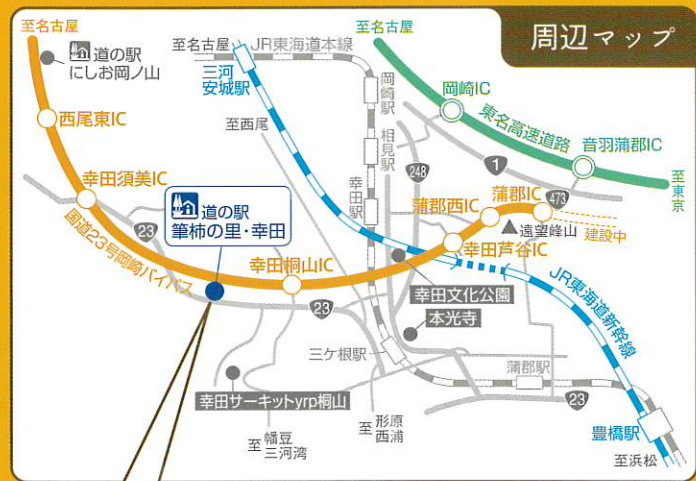 周辺マップ
至名古屋
道の駅
にしお岡ノ山
西尾東IC
幸田須美IC
23
国道23号岡崎バイパス
道の駅
筆柿の里・幸田
幸田桐山IC
23
至名古屋
JR東海道本線
三河
安城駅
至西尾
岡崎駅
相見駅
幸田駅
248
至名古屋
岡崎IC
東名高速道路
音羽蒲郡IC
至東京
1
473
蒲郡IC
蒲郡西IC
遠望峰山
建設中
幸田芦谷IC
幸田文化公園
本光寺
JR東海道新幹線
三ケ根駅
蒲郡駅
23
幸田サーキットyrp桐山
至幡豆
三河湾
至形原
西浦
豊橋駅
至浜松